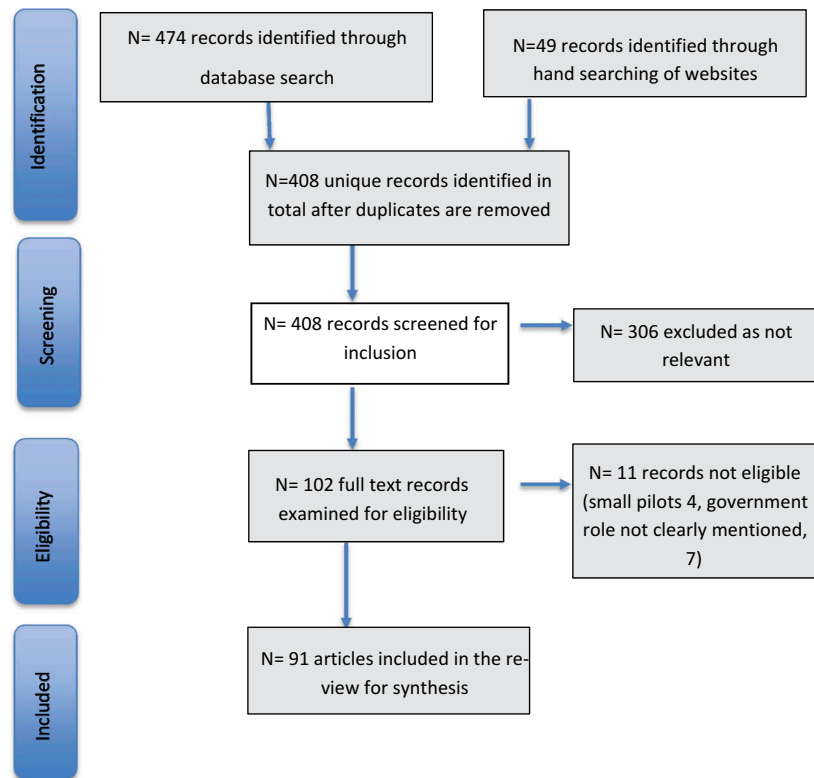 Identification
N= 474 records identified through
database search
N=49 records identified through
hand searching of websites
N=408 unique records identified in
total after duplicates are removed
Screening
N= 408 records screened for
inclusion
N= 306 excluded as not
relevant
Eligibility
N= 102 full text records
examined for eligibility
N= 11 records not eligible
(small pilots 4, government
role not clearly mentioned,
7)
Included
N= 91 articles included in the re-
view for synthesis